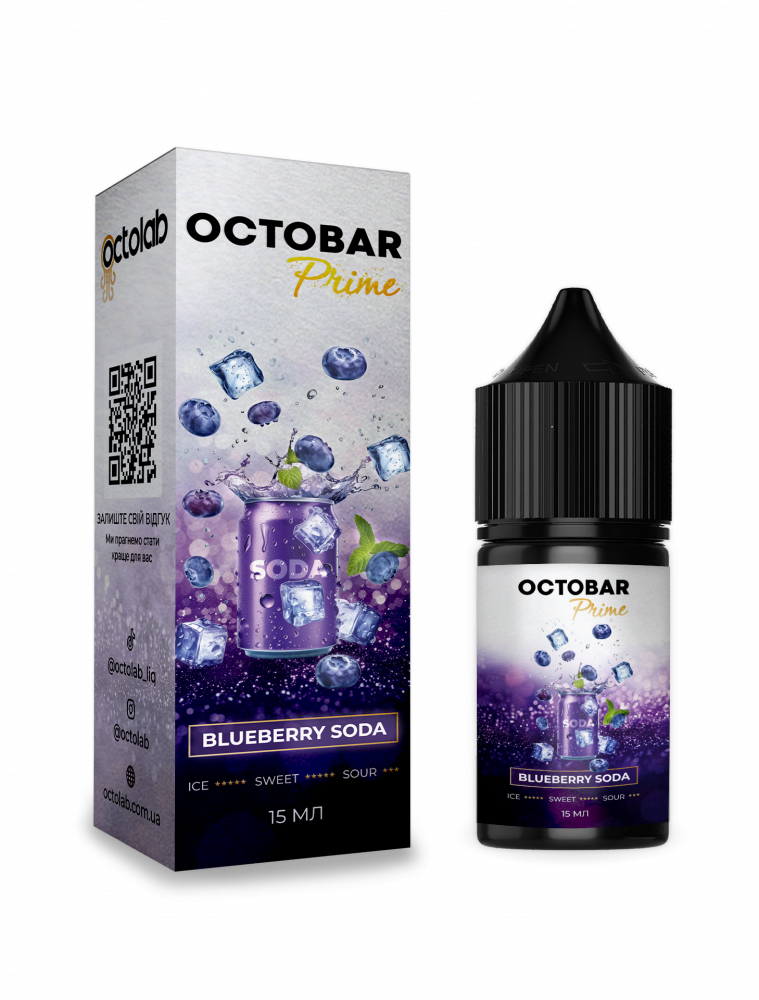 octolab
ЗАЛИШТЕ СВІЙ ВІДГУК
Ми прагнемо стати
краще для вас
@octolab_liq
@octolab
octolab.com.ua
OCTOBAR
Prime
SODA
BLUEBERRY SODA
ICE ***** SWEET ***** SOUR ***
15 МЛ
OPEN
OCTOBAR
Prime
SODA
BLUEBERRY SODA
ICE ***** SWEET ***** SOUR ***
15 МЛ